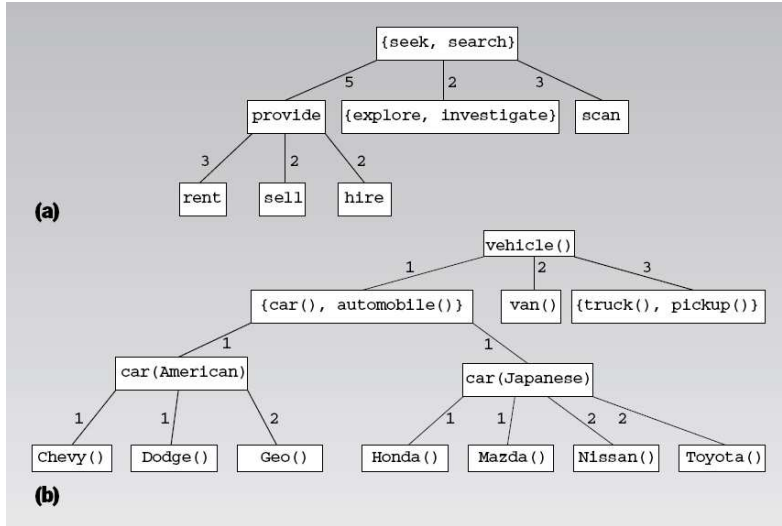 {seek, search}
5 2 3
provide {explore, investigate} scan
3 2 2
rent sell hire
(a)
vehicle()
1 2 3
{car(), automobile()} van() {truck(), pickup()}
1 1
car(American) car(Japanese)
1 1 2 1 1 2 2
Chevy() Dodge() Geo() Honda() Mazda() Nissan() Toyota()
(b)